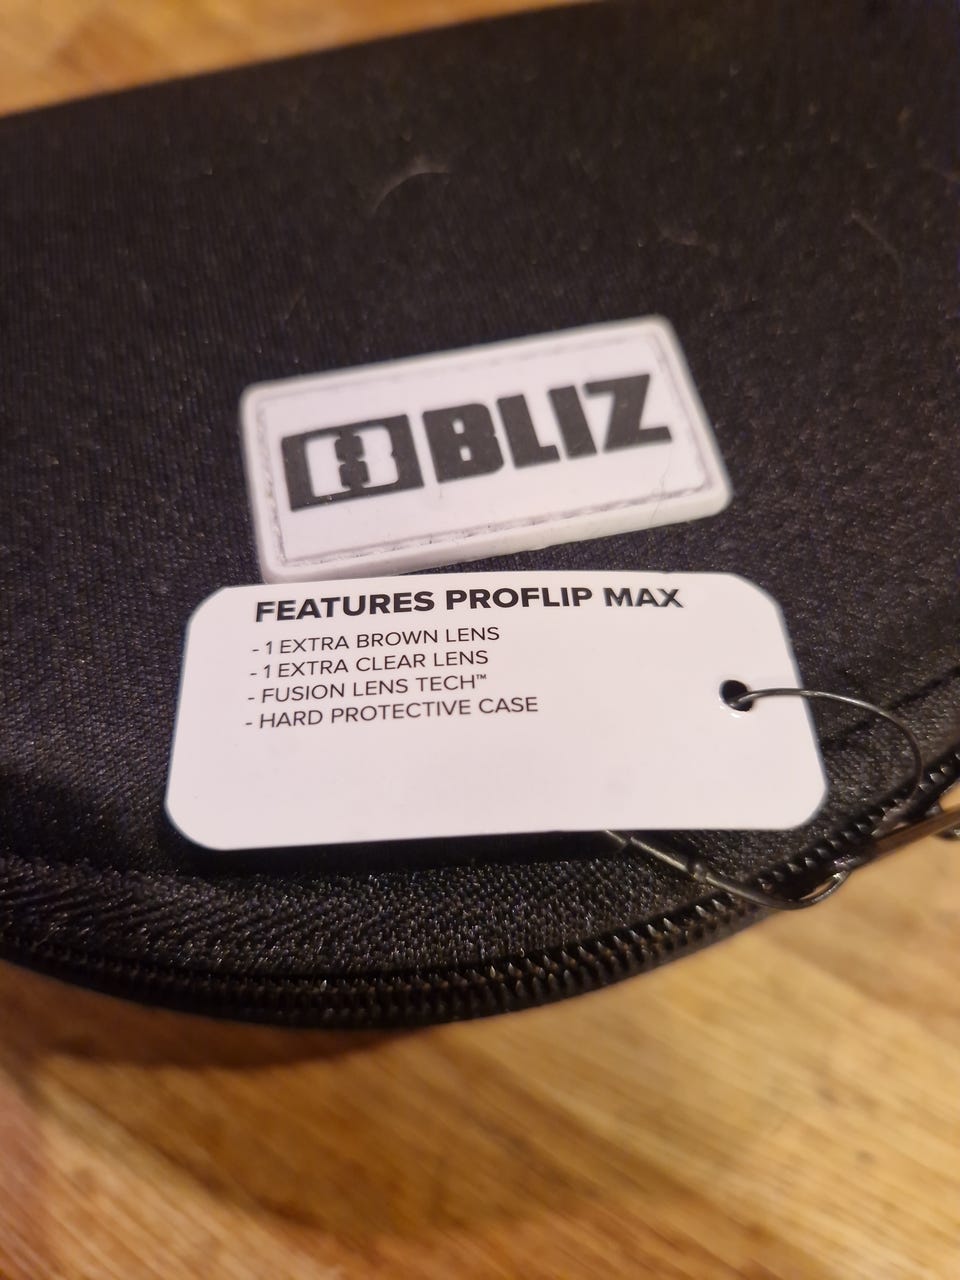 BLIZ
FEATURES PROFLIP MAX
- 1 EXTRA BROWN LENS
- 1 EXTRA CLEAR LENS
- FUSION LENS TECH™
- HARD PROTECTIVE CASE